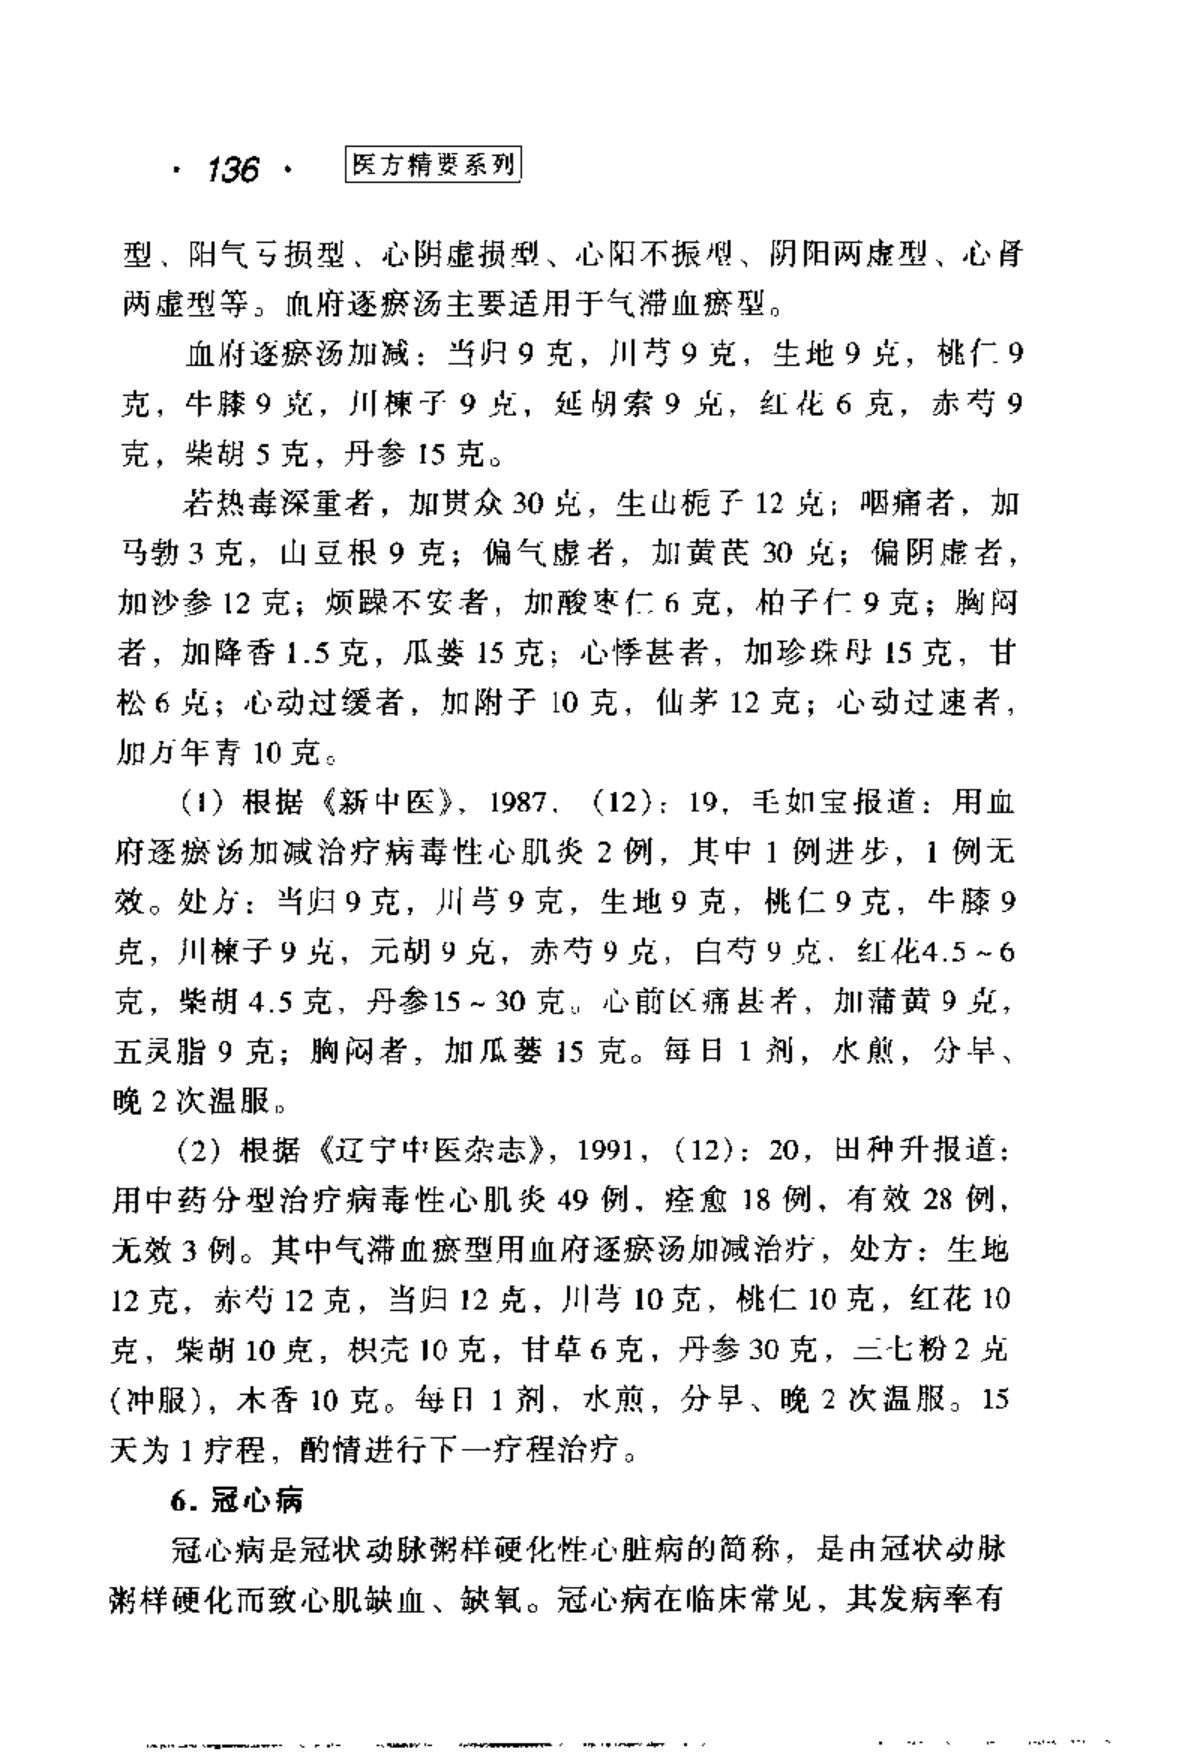 · 136 · 医方精要系列
型、阳气亏损型、心阴虚损型、心阳不振型、阴阳两虚型、心肾
两虚型等。血府逐瘀汤主要适用于气滞血瘀型。
血府逐瘀汤加减：当归 9 克，川芎 9 克，生地 9 克，桃仁 9
克，牛膝 9 克，川楝子 9 克，延胡索 9 克，红花 6 克，赤芍 9
克，柴胡 5 克，丹参 15 克。
若热毒深重者，加贯众 30 克，生山栀子 12 克；咽痛者，加
马勃 3 克，山豆根 9 克；偏气虚者，加黄芪 30 克；偏阴虚者，
加沙参 12 克；烦躁不安者，加酸枣仁 6 克，柏子仁 9 克；胸闷
者，加降香 1.5 克，瓜蒌 15 克；心悸甚者，加珍珠母 15 克，甘
松 6 克；心动过缓者，加附子 10 克，仙茅 12 克；心动过速者，
加万年青 10 克。
(1) 根据《新中医》，1987，(12)：19，毛如宝报道：用血
府逐瘀汤加减治疗病毒性心肌炎 2 例，其中 1 例进步，1 例无
效。处方：当归 9 克，川芎 9 克，生地 9 克，桃仁 9 克，牛膝 9
克，川楝子 9 克，元胡 9 克，赤芍 9 克，白芍 9 克，红花4.5～6
克，柴胡 4.5 克，丹参15～30 克。心前区痛甚者，加蒲黄 9 克，
五灵脂 9 克；胸闷者，加瓜蒌 15 克。每日 1 剂，水煎，分早、
晚 2 次温服。
(2) 根据《辽宁中医杂志》，1991，(12)：20，田种升报道：
用中药分型治疗病毒性心肌炎 49 例，痊愈 18 例，有效 28 例，
无效 3 例。其中气滞血瘀型用血府逐瘀汤加减治疗，处方：生地
12 克，赤芍 12 克，当归 12 克，川芎 10 克，桃仁 10 克，红花 10
克，柴胡 10 克，枳壳 10 克，甘草 6 克，丹参 30 克，三七粉 2 克
(冲服)，木香 10 克。每日 1 剂，水煎，分早、晚 2 次温服。15
天为 1 疗程，酌情进行下一疗程治疗。
6. 冠心病
冠心病是冠状动脉粥样硬化性心脏病的简称，是由冠状动脉
粥样硬化而致心肌缺血、缺氧。冠心病在临床常见，其发病率有